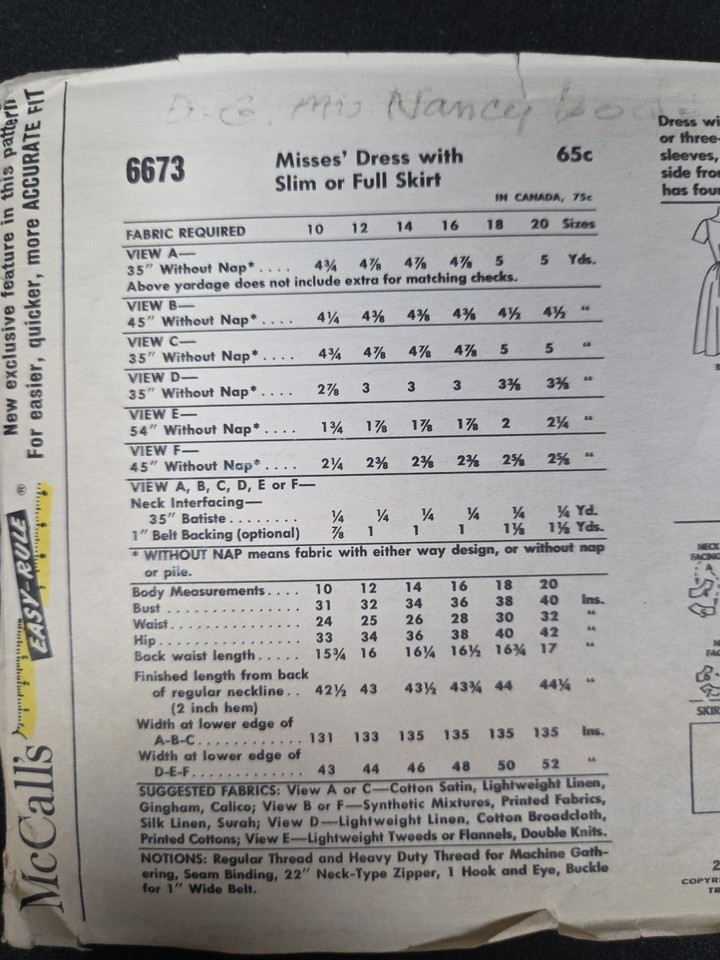 D. G. Mis Nancy
6673
Misses' Dress with
Slim or Full Skirt
65c
IN CANADA, 75c
FABRIC REQUIRED 10 12 14 16 18 20 Sizes
VIEW A—
35" Without Nap* .... 4¾ 4⅞ 4⅞ 4⅞ 5 5 Yds.
Above yardage does not include extra for matching checks.
VIEW B—
45" Without Nap* .... 4¼ 4⅜ 4⅜ 4⅜ 4½ 4½ "
VIEW C—
35" Without Nap* .... 4¾ 4⅞ 4⅞ 4⅞ 5 5 "
VIEW D—
35" Without Nap* .... 2⅞ 3 3 3 3⅜ 3⅜ "
VIEW E—
54" Without Nap* .... 1¾ 1⅞ 1⅞ 1⅞ 2 2¼ "
VIEW F—
45" Without Nap* .... 2¼ 2⅜ 2⅜ 2⅜ 2⅝ 2⅝ "
VIEW A, B, C, D, E or F—
Neck Interfacing—
35" Batiste ........ ¼ ¼ ¼ ¼ ¼ ¼ Yd.
1" Belt Backing (optional) ⅞ 1 1 1 1⅛ 1⅛ Yds.
* WITHOUT NAP means fabric with either way design, or without nap
or pile.
Body Measurements .... 10 12 14 16 18 20
Bust ............... 31 32 34 36 38 40 Ins.
Waist ............... 24 25 26 28 30 32 "
Hip ............... 33 34 36 38 40 42 "
Back waist length ..... 15¾ 16 16¼ 16½ 16¾ 17 "
Finished length from back
of regular neckline .. 42½ 43 43½ 43¾ 44 44¼ "
(2 inch hem)
Width at lower edge of
A-B-C ............ 131 133 135 135 135 135 Ins.
Width at lower edge of
D-E-F ............ 43 44 46 48 50 52 "
SUGGESTED FABRICS: View A or C—Cotton Satin, Lightweight Linen,
Gingham, Calico; View B or F—Synthetic Mixtures, Printed Fabrics,
Silk Linen, Surah; View D—Lightweight Linen, Cotton Broadcloth,
Printed Cottons; View E—Lightweight Tweeds or Flannels, Double Knits.
NOTIONS: Regular Thread and Heavy Duty Thread for Machine Gath-
ering, Seam Binding, 22" Neck-Type Zipper, 1 Hook and Eye, Buckle
for 1" Wide Belt.
New exclusive feature in this pattern
For easier, quicker, more ACCURATE FIT
McCall's EASY-RULE ®
Dress wi
or three-
sleeves,
side fro
has four
NECK
FACING
A
FAC
SKIR
2
COPYR